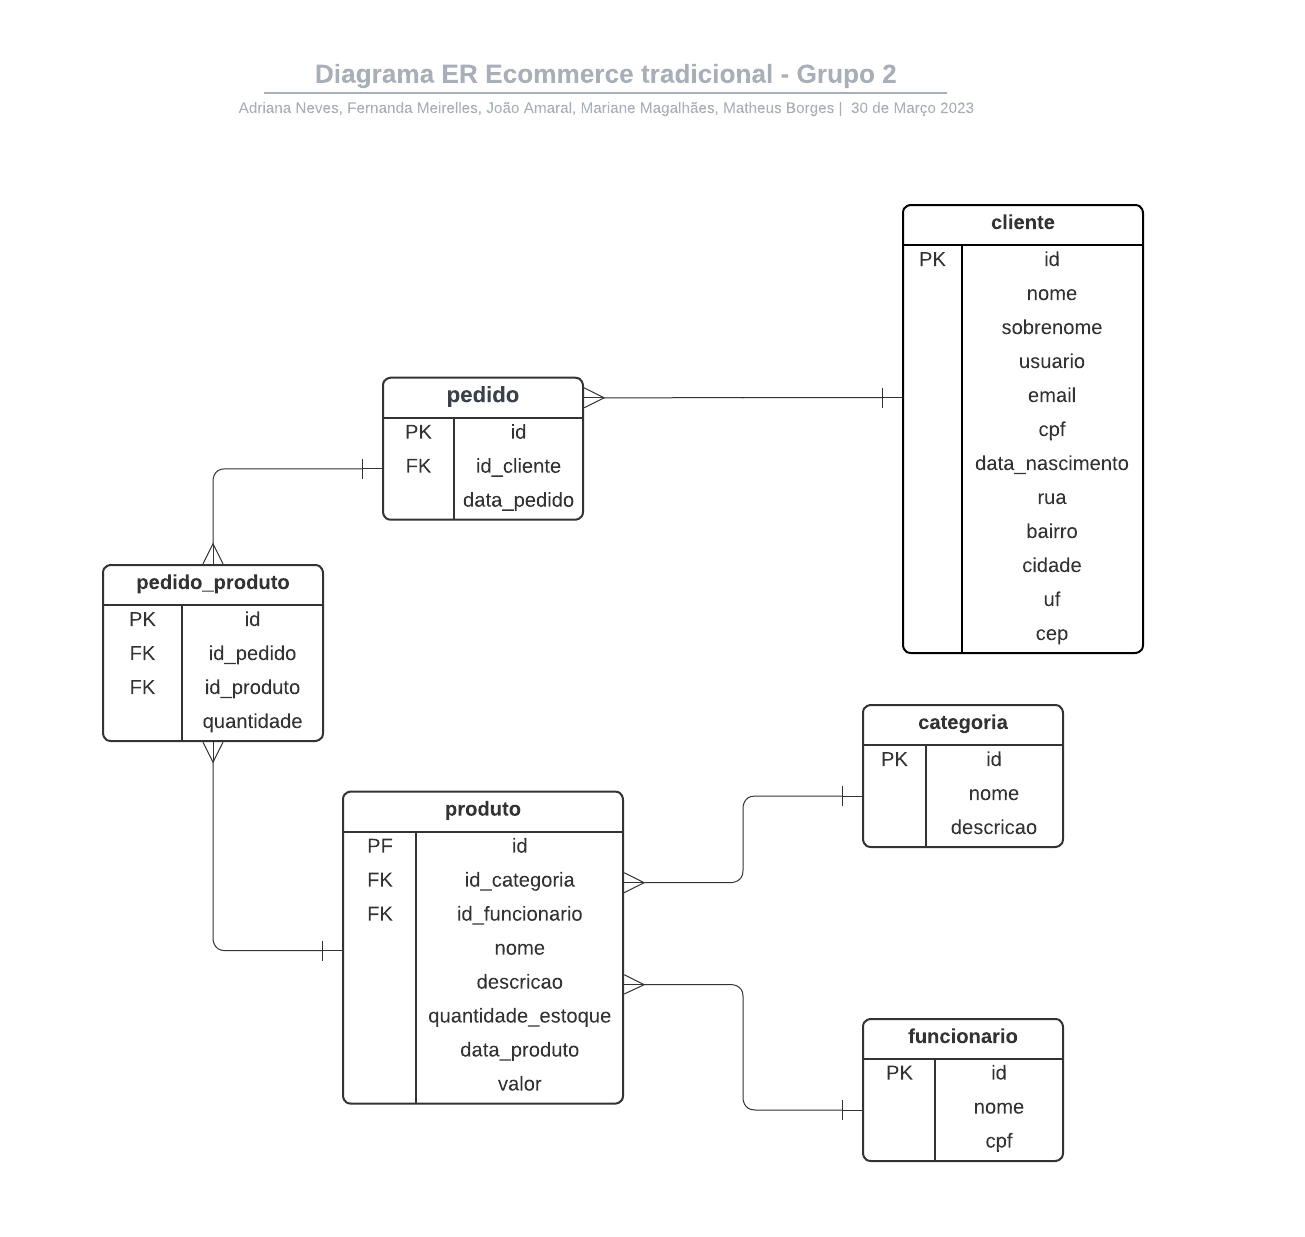 Diagrama ER Ecommerce tradicional - Grupo 2
Adriana Neves, Fernanda Meirelles, João Amaral, Mariane Magalhães, Matheus Borges | 30 de Março 2023
cliente
PK id
nome
sobrenome
usuario
email
cpf
data_nascimento
rua
bairro
cidade
uf
cep
pedido
PK id
FK id_cliente
data_pedido
pedido_produto
PK id
FK id_pedido
FK id_produto
quantidade
categoria
PK id
nome
descricao
produto
PF id
FK id_categoria
FK id_funcionario
nome
descricao
quantidade_estoque
data_produto
valor
funcionario
PK id
nome
cpf